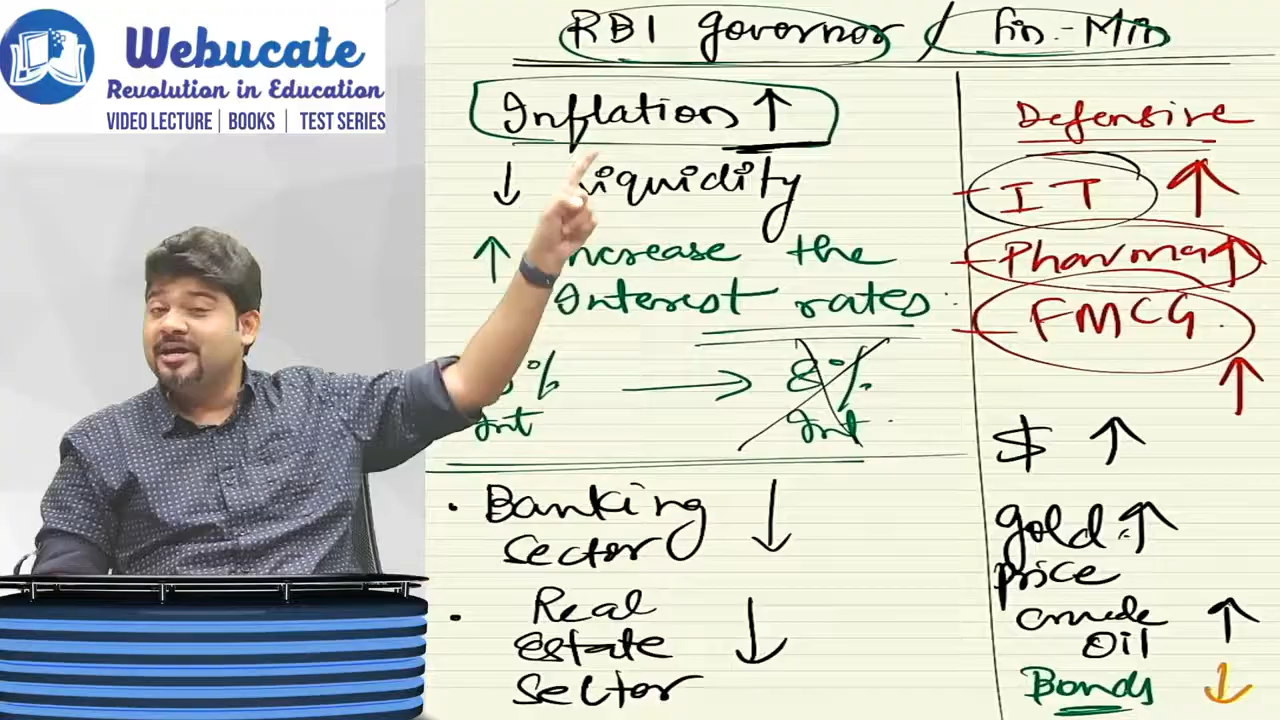 Webucate
Revolution in Education
VIDEO LECTURE | BOOKS | TEST SERIES
RBI governor / fin.-Min
Inflation ↑
↓ Liquidity
↑ Increase the
Interest rates
% → 8%
Int Int
• Banking ↓
sector
• Real ↓
estate
sector
Defensive
- IT ↑
- Pharma ↑
- FMCG ↑
$ ↑
gold ↑
price
crude ↑
oil
Bonds ↓